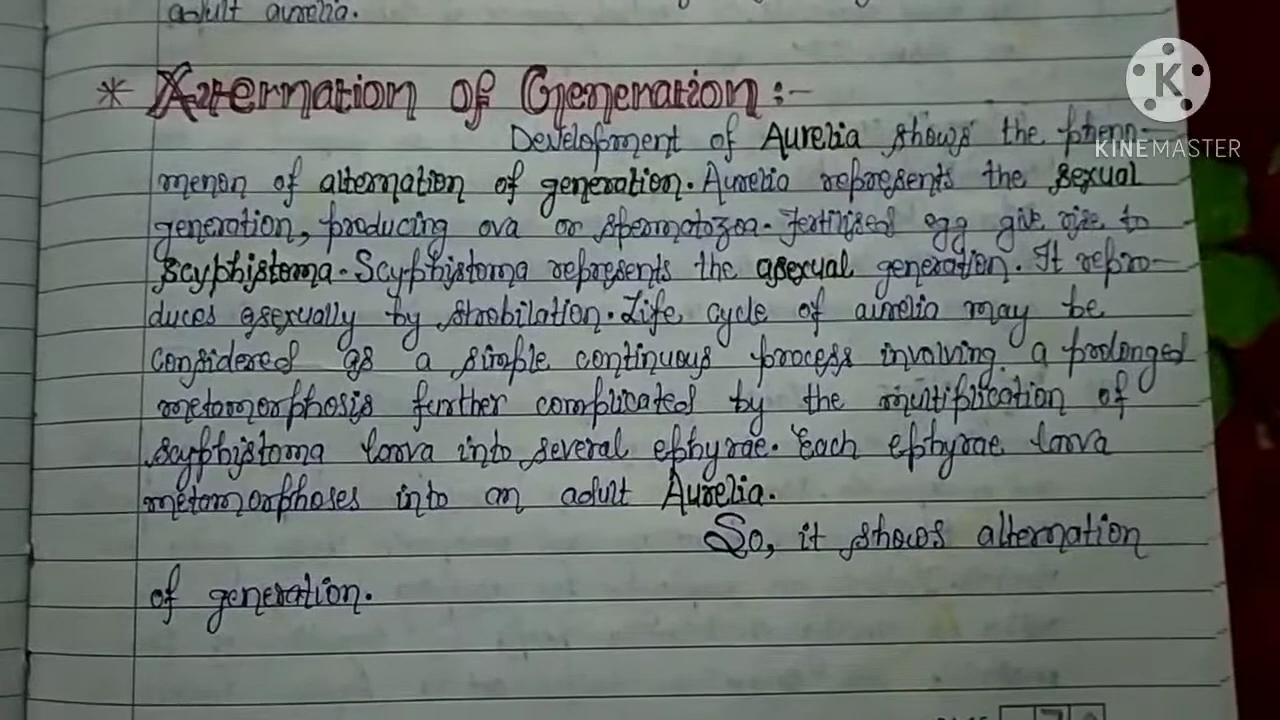 adult aurelia.
* Alternation of Generation :-
Development of Aurelia shows the phenno-
menon of alternation of generation. Aurelia represents the sexual
generation, producing ova or spermatozoa. Fertilised egg give rise to
scyphistoma. Scyphistoma represents the asexual generation. It repro-
duces asexually by strobilation. Life cycle of aurelia may be
considered as a simple continuous process involving a prolonged
metamorphosis further complicated by the multiplication of
scyphistoma larva into several ephyrae. Each ephyrae larva
metamorphoses into an adult Aurelia.
So, it shows alternation
of generation.
K
KINEMASTER